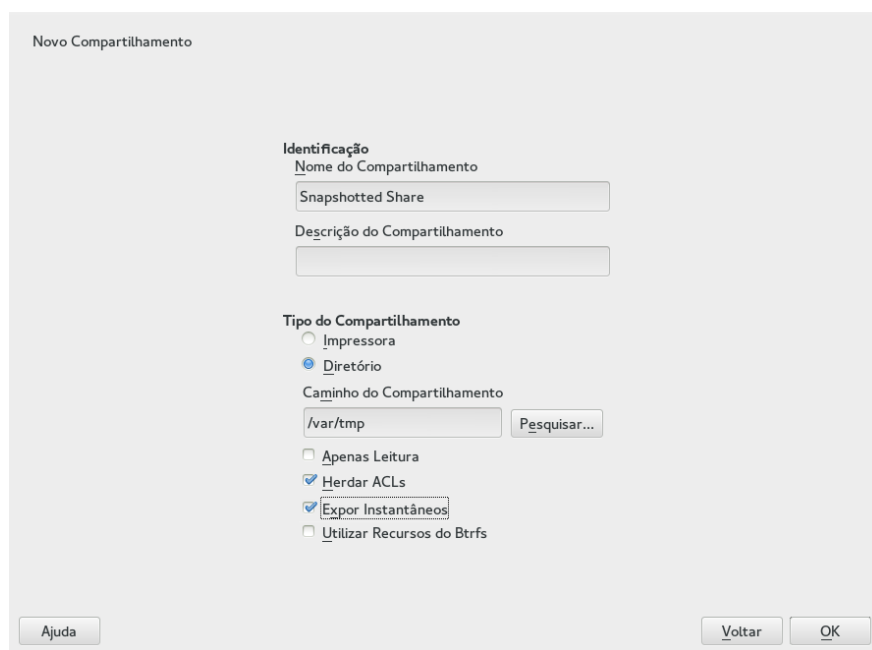 Novo Compartilhamento
Identificação
Nome do Compartilhamento
Snapshotted Share
Descrição do Compartilhamento
Tipo do Compartilhamento
Impressora
Diretório
Caminho do Compartilhamento
/var/tmp Pesquisar...
Apenas Leitura
Herdar ACLs
Expor Instantâneos
Utilizar Recursos do Btrfs
Ajuda Voltar OK